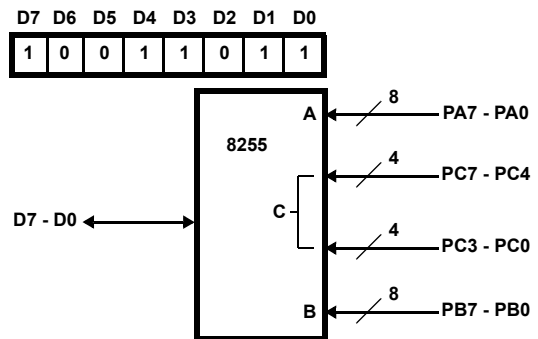 D7 D6 D5 D4 D3 D2 D1 D0
1 0 0 1 1 0 1 1
8
A PA7 - PA0
8255
4
PC7 - PC4
C
D7 - D0
4
PC3 - PC0
8
B PB7 - PB0